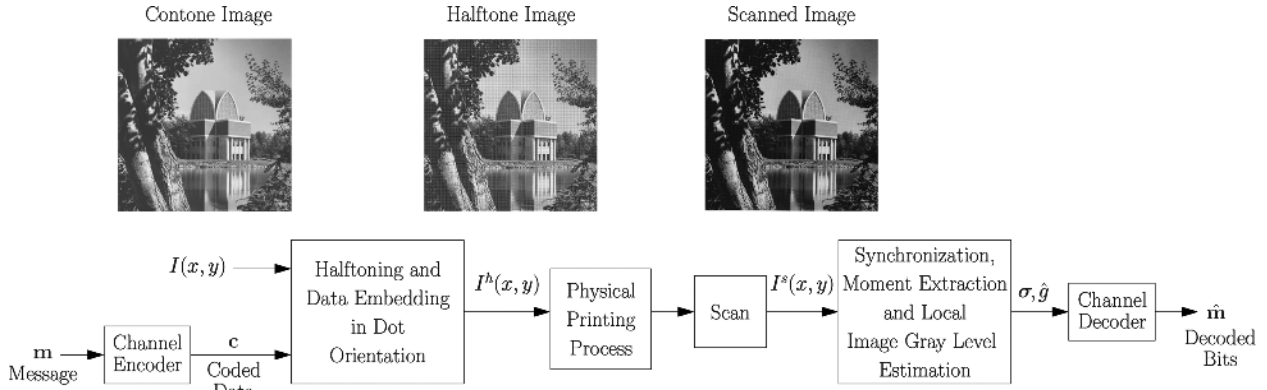 Contone Image
Halftone Image
Scanned Image
I(x, y)
m
Message
Channel
Encoder
c
Coded
Data
Halftoning and
Data Embedding
in Dot
Orientation
I^h(x, y)
Physical
Printing
Process
Scan
I^s(x, y)
Synchronization,
Moment Extraction
and Local
Image Gray Level
Estimation
σ, ĝ
Channel
Decoder
m̂
Decoded
Bits